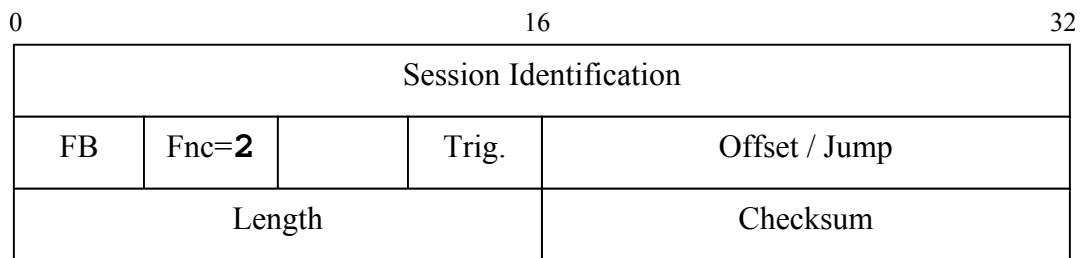 0 16 32
Session Identification
FB Fnc=2 Trig. Offset / Jump
Length Checksum